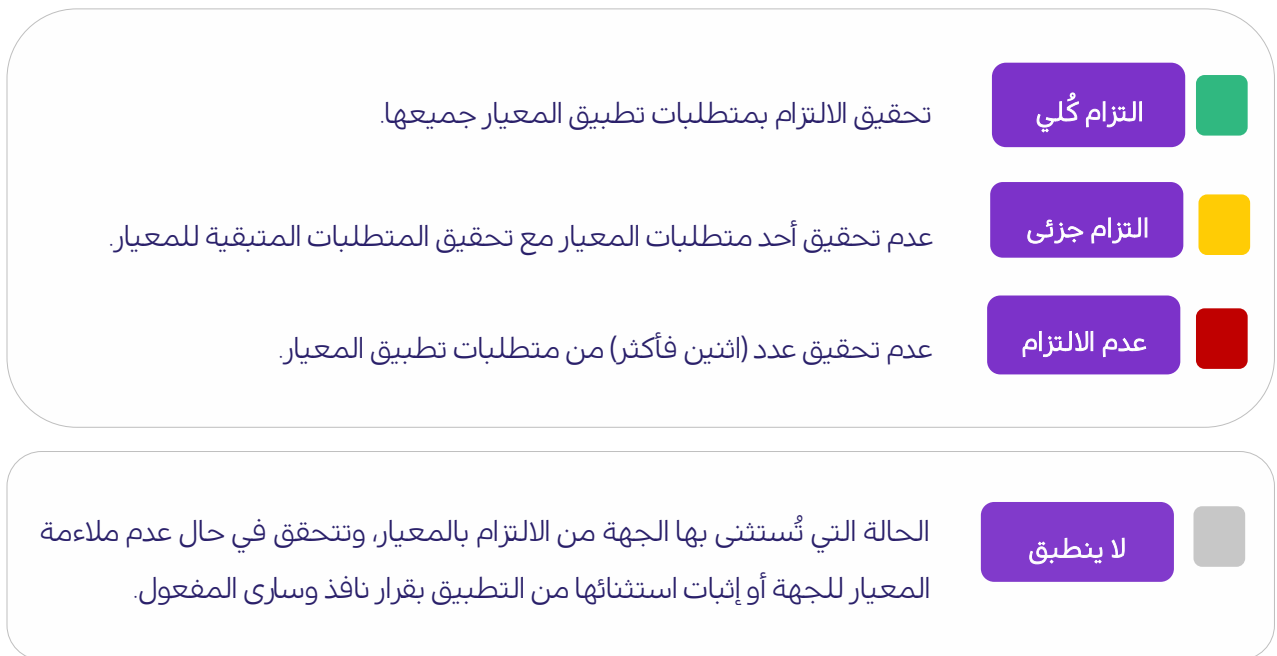 التزام كُلي
تحقيق الالتزام بمتطلبات تطبيق المعيار جميعها.
التزام جزئى
عدم تحقيق أحد متطلبات المعيار مع تحقيق المتطلبات المتبقية للمعيار.
عدم الالتزام
عدم تحقيق عدد (اثنين فأكثر) من متطلبات تطبيق المعيار.
لا ينطبق
الحالة التي تُستثنى بها الجهة من الالتزام بالمعيار، وتتحقق في حال عدم ملاءمة
المعيار للجهة أو إثبات استثنائها من التطبيق بقرار نافذ وسارى المفعول.